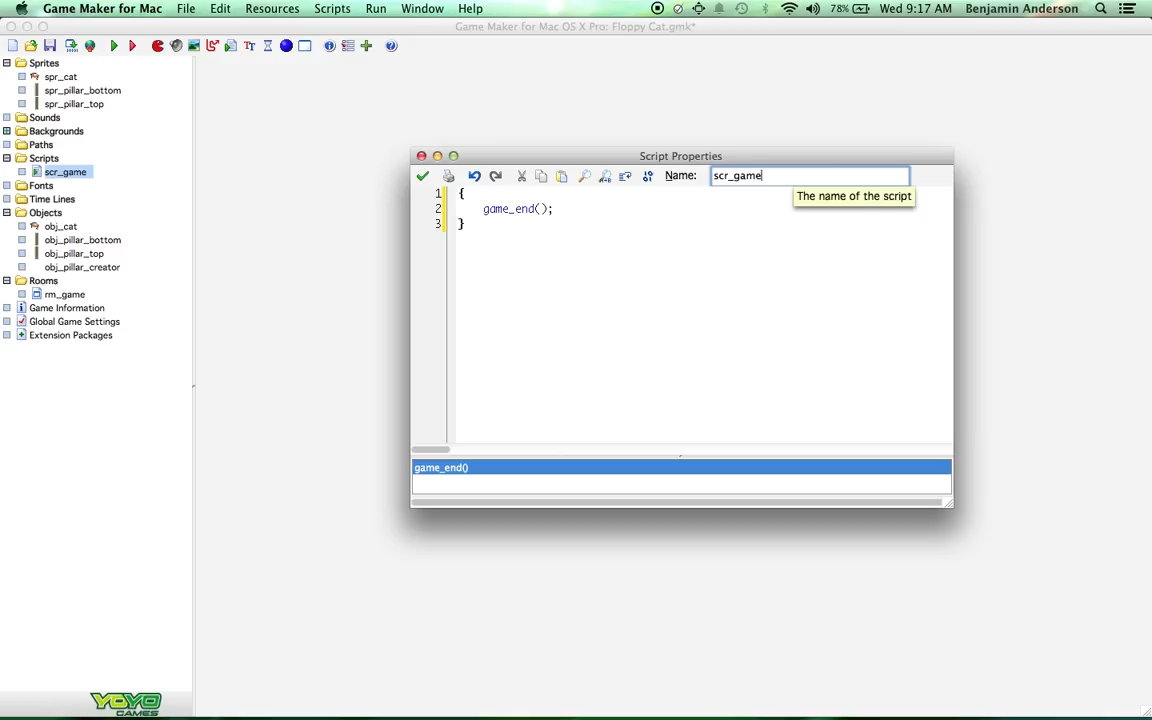 Game Maker for Mac File Edit Resources Scripts Run Window Help 78% Wed 9:17 AM Benjamin Anderson
Game Maker for Mac OS X Pro: Floppy Cat.gmk*
Sprites
spr_cat
spr_pillar_bottom
spr_pillar_top
Sounds
Backgrounds
Paths
Scripts
scr_game
Fonts
Time Lines
Objects
obj_cat
obj_pillar_bottom
obj_pillar_top
obj_pillar_creator
Rooms
rm_game
Game Information
Global Game Settings
Extension Packages
Script Properties
Name: scr_game
The name of the script
1 {
2 game_end();
3 }
game_end()
YOYO
GAMES